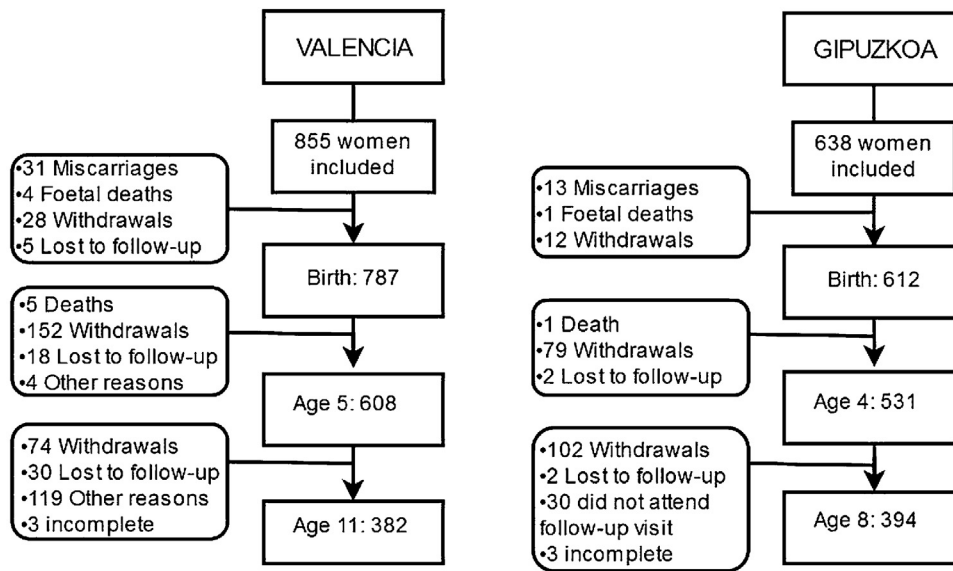 VALENCIA
855 women
included
•31 Miscarriages
•4 Foetal deaths
•28 Withdrawals
•5 Lost to follow-up
Birth: 787
•5 Deaths
•152 Withdrawals
•18 Lost to follow-up
•4 Other reasons
Age 5: 608
•74 Withdrawals
•30 Lost to follow-up
•119 Other reasons
•3 incomplete
Age 11: 382
GIPUZKOA
638 women
included
•13 Miscarriages
•1 Foetal deaths
•12 Withdrawals
Birth: 612
•1 Death
•79 Withdrawals
•2 Lost to follow-up
Age 4: 531
•102 Withdrawals
•2 Lost to follow-up
•30 did not attend
follow-up visit
•3 incomplete
Age 8: 394